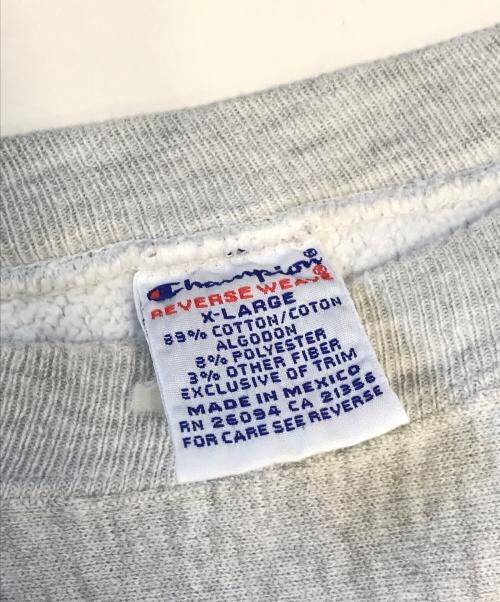 Champion®
REVERSE WEAVE®
X-LARGE
89% COTTON/COTON
ALGODON
8% POLYESTER
3% OTHER FIBER
EXCLUSIVE OF TRIM
MADE IN MEXICO
RN 26094 CA 21356
FOR CARE SEE REVERSE